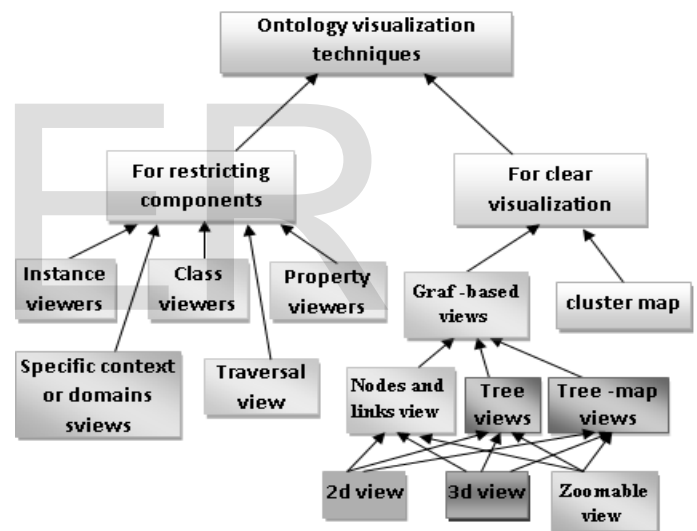 Ontology visualization
techniques
ER
For restricting
components
For clear
visualization
Instance
viewers
Class
viewers
Property
viewers
Graf -based
views
cluster map
Specific context
or domains
sviews
Traversal
view
Nodes and
links view
Tree
views
Tree -map
views
2d view
3d view
Zoomable
view